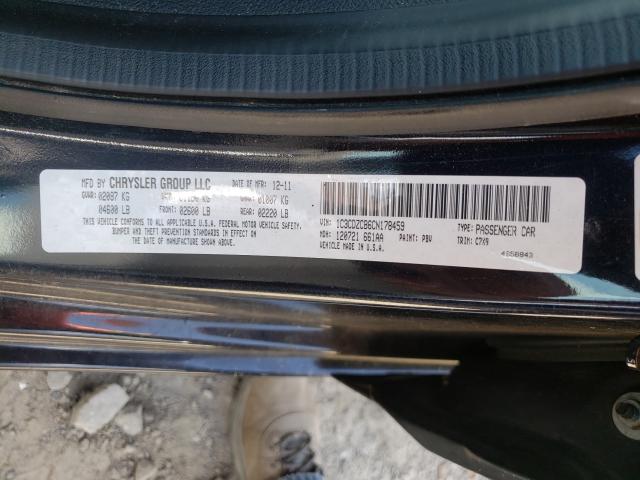 MFD BY CHRYSLER GROUP LLC DATE OF MFR: 12-11
GVWR: 02087 KG FRONT KG REAR 01007 KG
04600 LB FRONT: 02600 LB REAR: 02220 LB
THIS VEHICLE CONFORMS TO ALL APPLICABLE U.S.A. FEDERAL MOTOR VEHICLE SAFETY,
BUMPER AND THEFT PREVENTION STANDARDS IN EFFECT ON
THE DATE OF MANUFACTURE SHOWN ABOVE.
VIN: 1C3CDZCB6CN178459 TYPE: PASSENGER CAR
MDH: 120721 661AA PAINT: PBV TRIM: C7X9
VEHICLE MADE IN U.S.A. 4658843